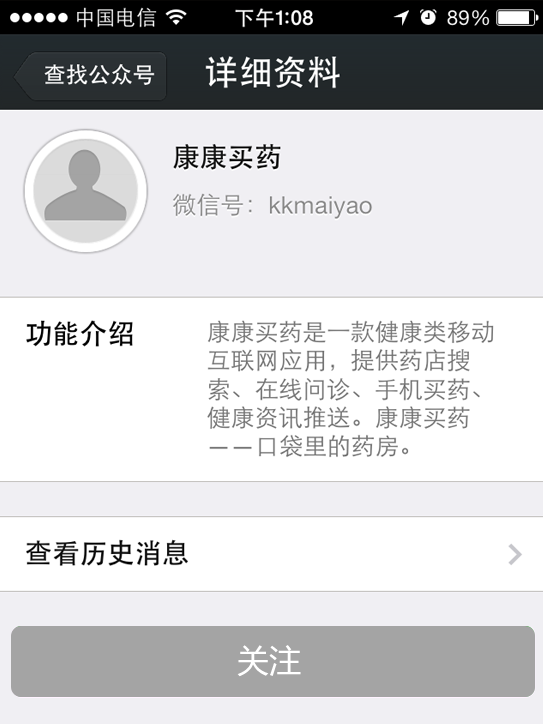 中国电信 下午1:08 89%
查找公众号 详细资料
康康买药
微信号：kkmaiyao
功能介绍
康康买药是一款健康类移动
互联网应用，提供药店搜
索、在线问诊、手机买药、
健康资讯推送。康康买药
——口袋里的药房。
查看历史消息
关注